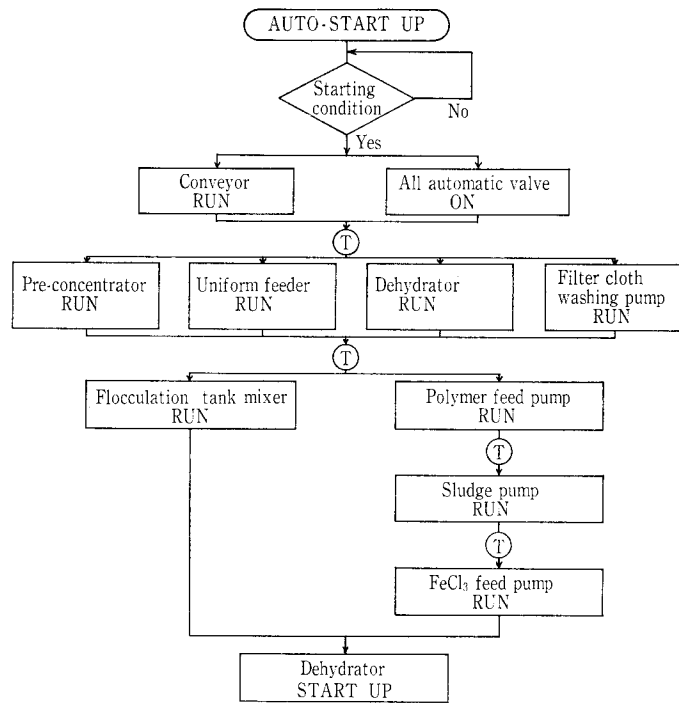 AUTO-START UP
Starting
condition
No
Yes
Conveyor
RUN
All automatic valve
ON
T
Pre-concentrator
RUN
Uniform feeder
RUN
Dehydrator
RUN
Filter cloth
washing pump
RUN
T
Flocculation tank mixer
RUN
Polymer feed pump
RUN
T
Sludge pump
RUN
T
FeCl₃ feed pump
RUN
Dehydrator
START UP